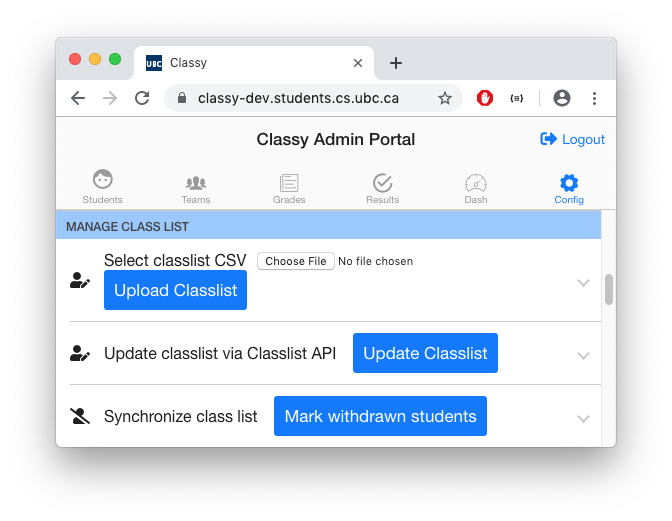 UBC Classy
classy-dev.students.cs.ubc.ca
Classy Admin Portal Logout
Students Teams Grades Results Dash Config
MANAGE CLASS LIST
Select classlist CSV Choose File No file chosen
Upload Classlist
Update classlist via Classlist API Update Classlist
Synchronize class list Mark withdrawn students